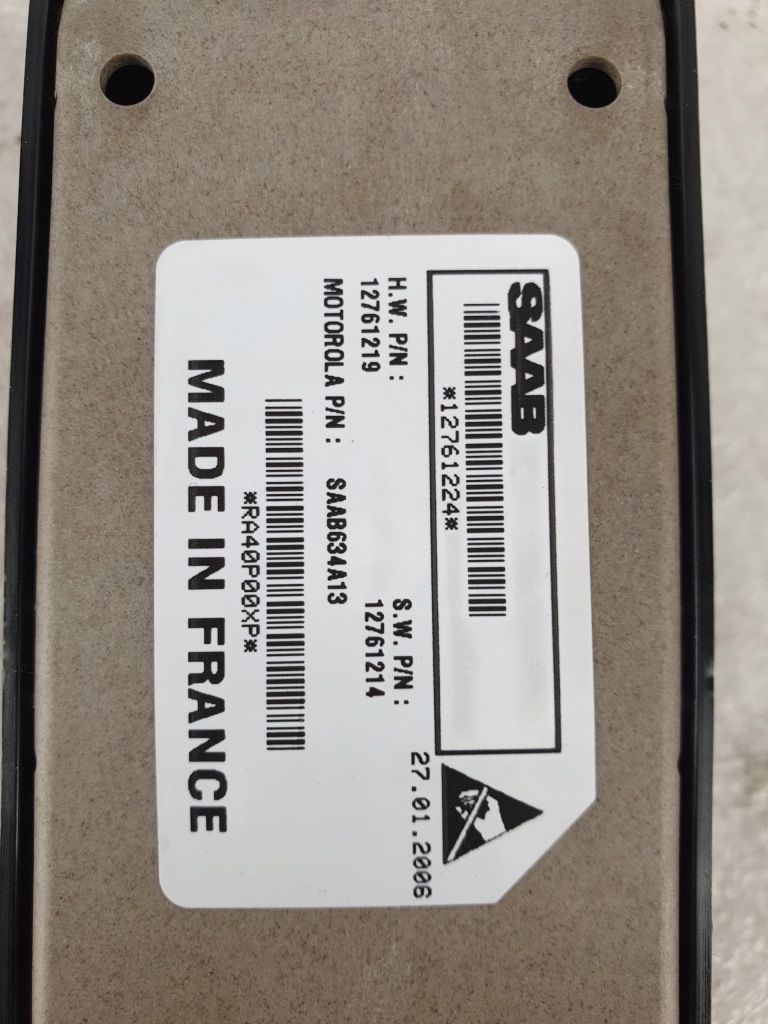 SAAB
*12761224*
H.W. P/N : S.W. P/N :
12761219 12761214
MOTOROLA P/N : SAAB634A13
27.01.2006
*RA40P00XP*
MADE IN FRANCE